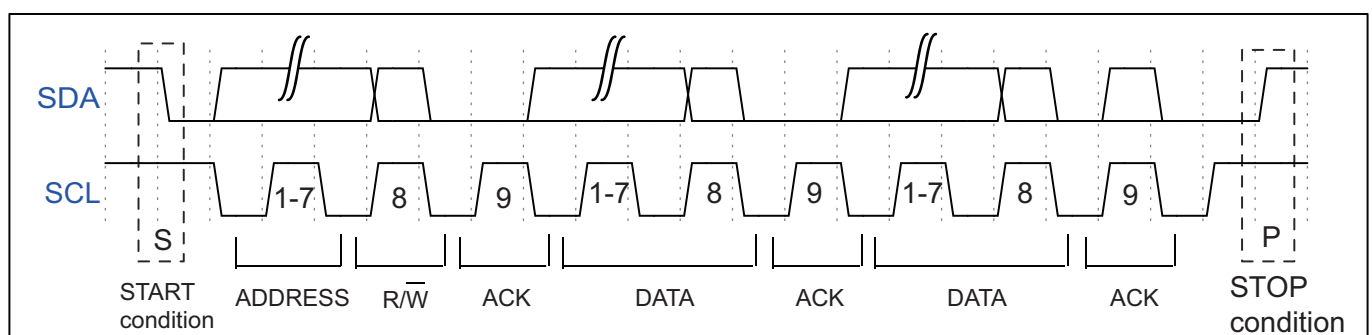 SDA
SCL
1-7 8 9 1-7 8 9 1-7 8 9
S P
START
condition
ADDRESS R/W̅ ACK DATA ACK DATA ACK
STOP
condition